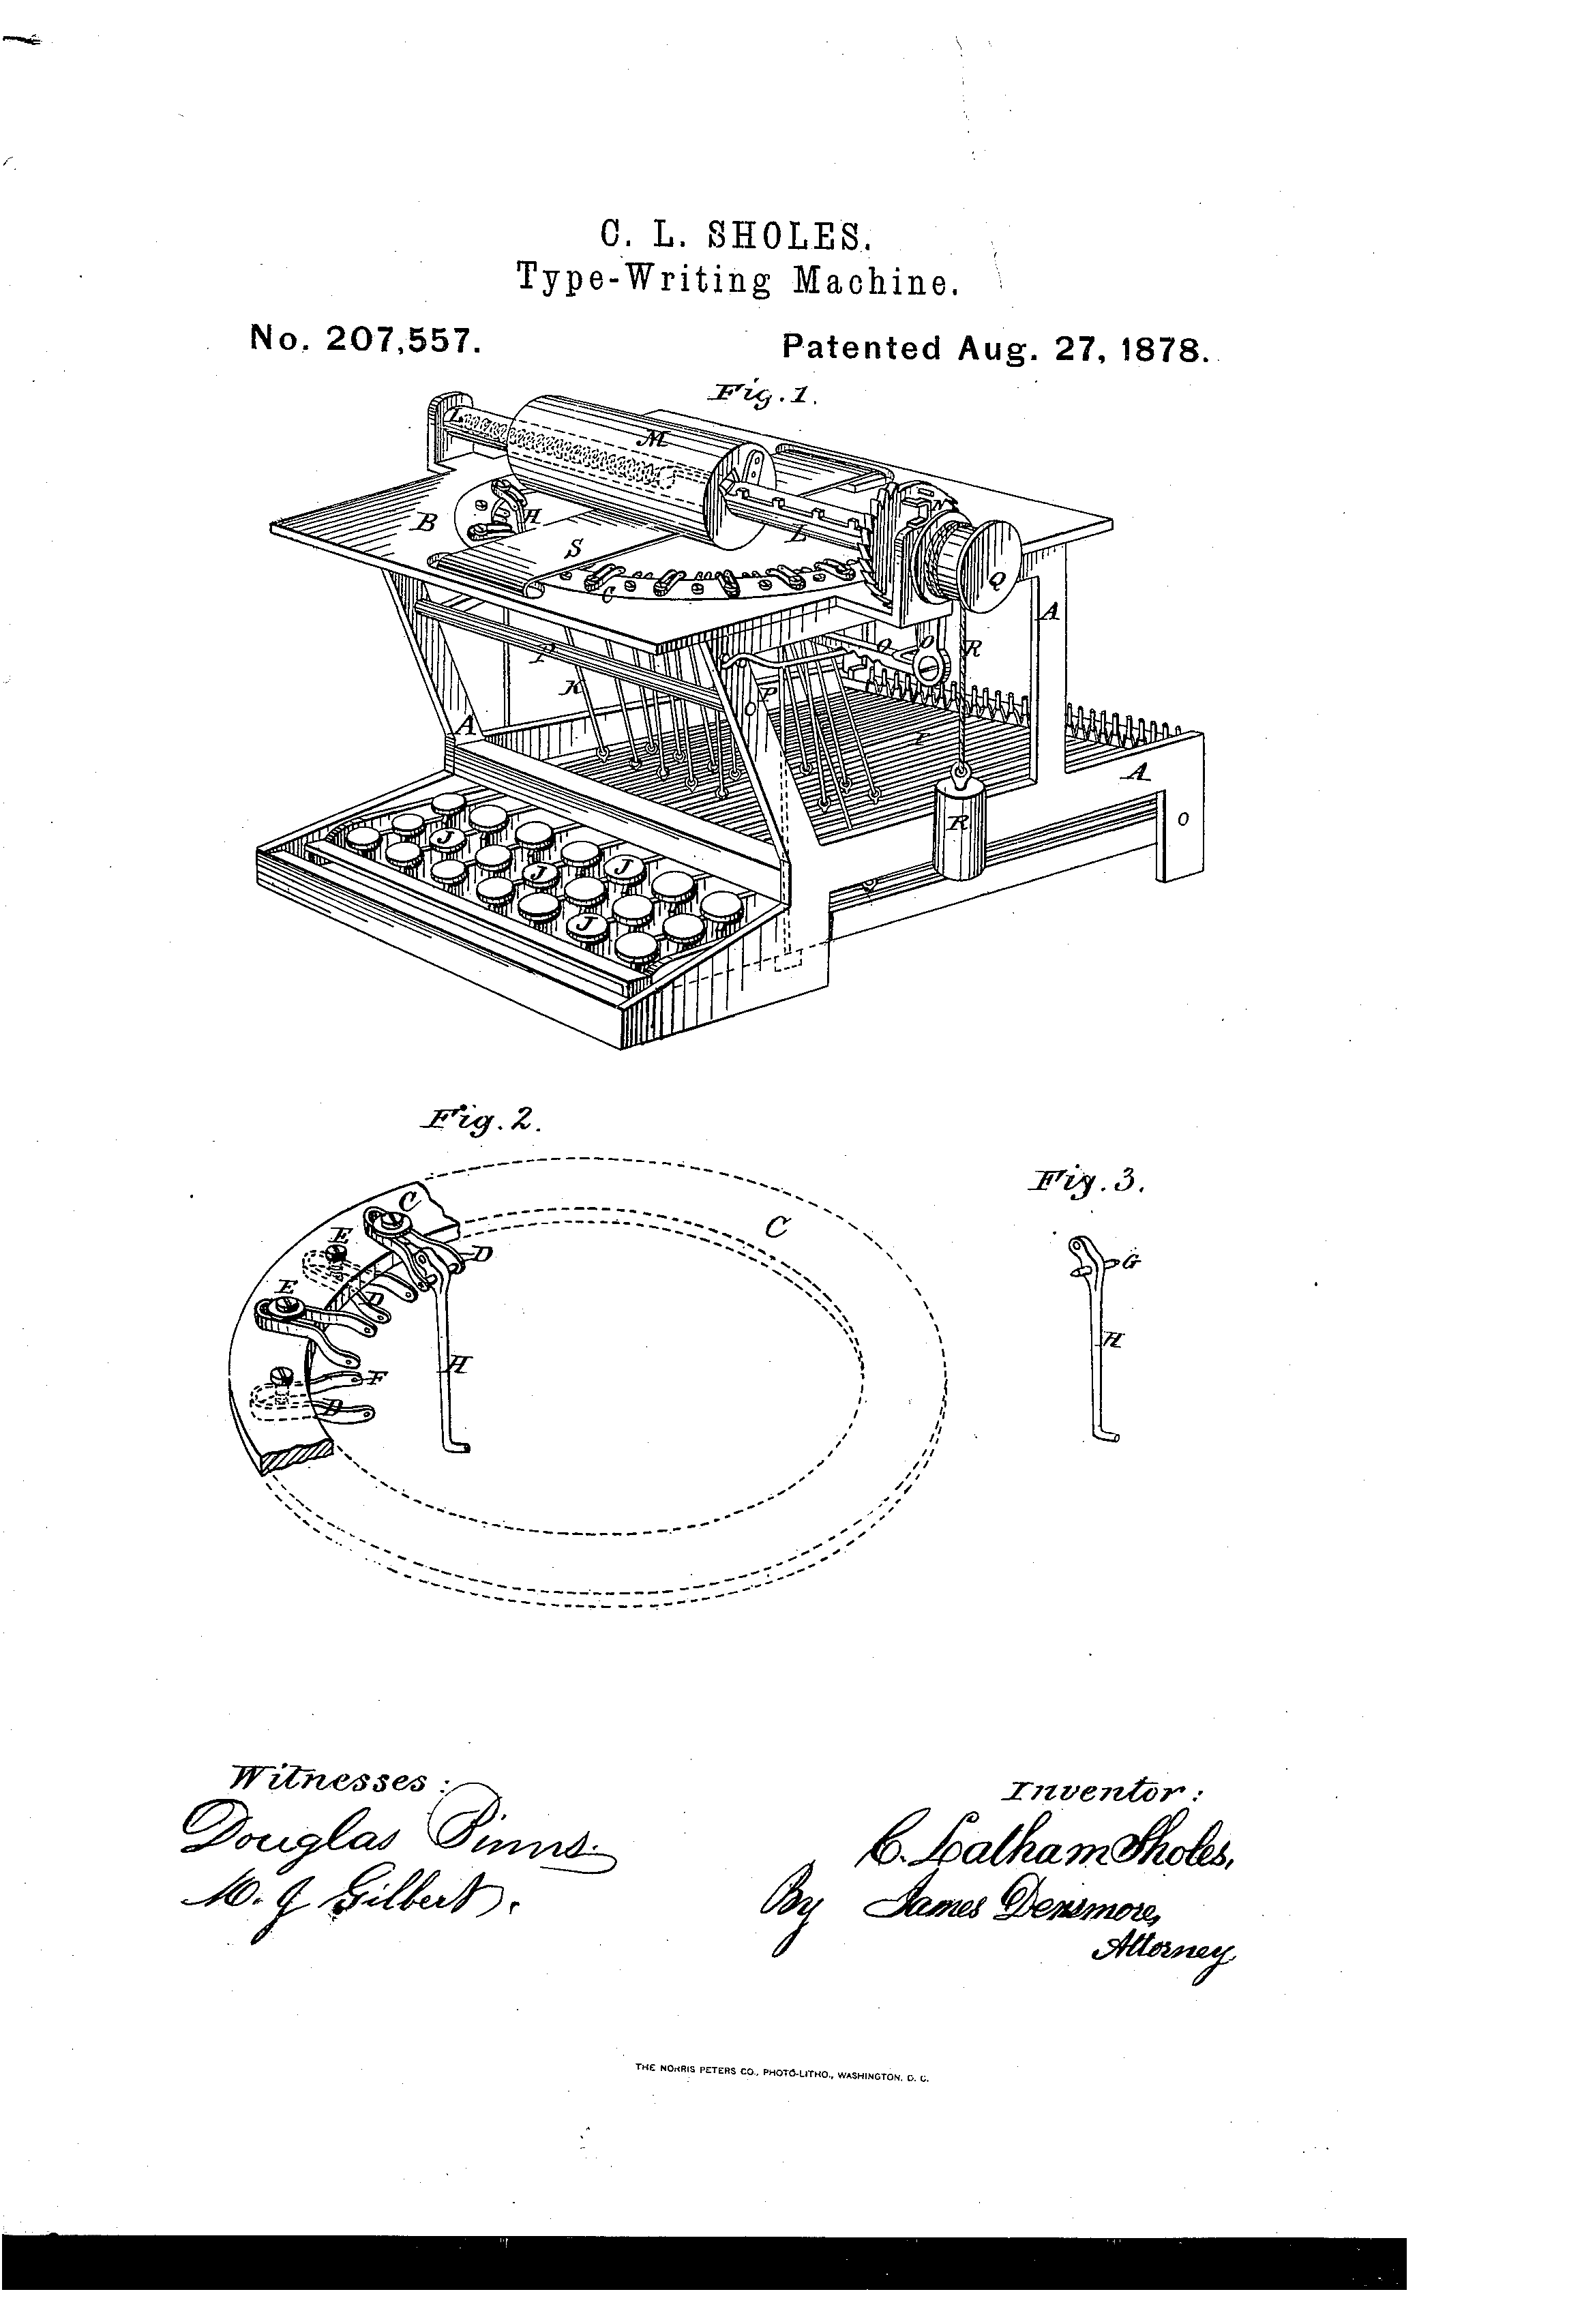 C. L. SHOLES.
Type-Writing Machine.
No. 207,557. Patented Aug. 27, 1878.
Fig. 1.
L
M
N
B
H
S
L
Q
C
A
O O R
P
K
P
A
I
A
R
O
J
J J
J
Fig. 2.
Fig. 3.
C
E C
D
G
E
D
H
H
F
D
Witnesses:
Douglas Pinns.
M. J Gilbert.
Inventor:
C. Latham Sholes,
By James Densmore,
Attorney
THE NORRIS PETERS CO., PHOTO-LITHO., WASHINGTON, D. C.